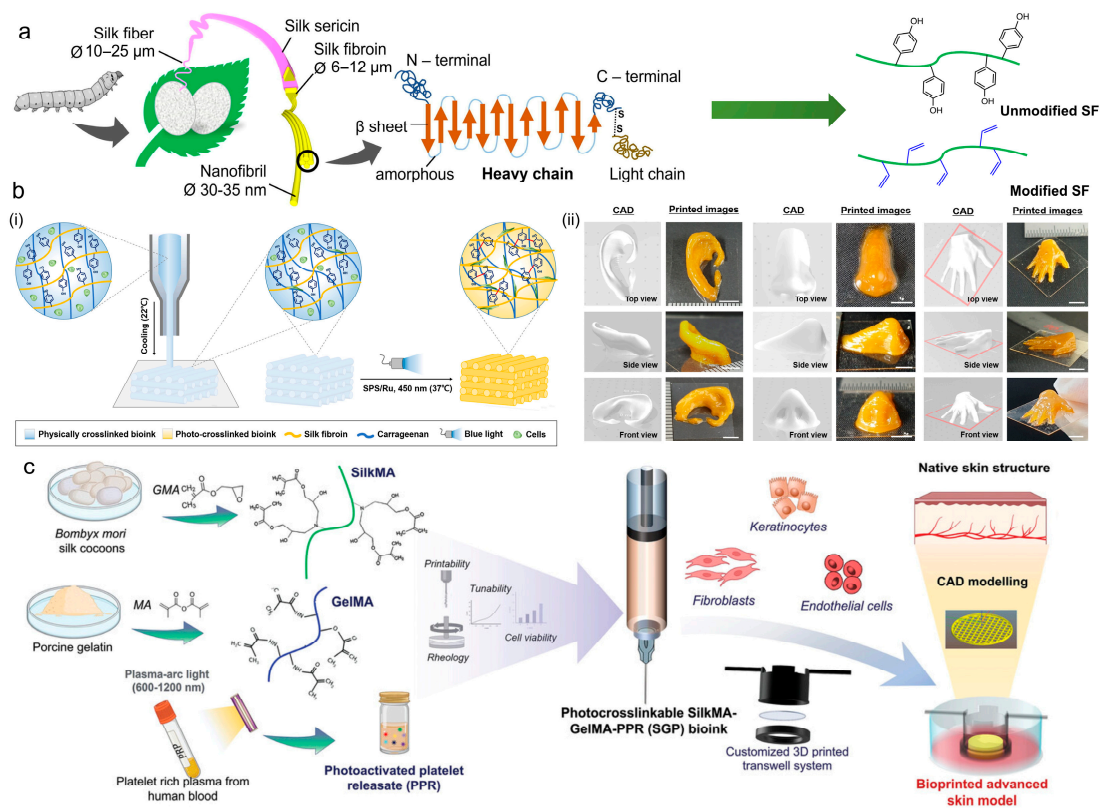 a
Silk fiber
Ø 10–25 µm
Silk sericin
Silk fibroin
Ø 6–12 µm
N – terminal
C – terminal
S
S
β sheet
amorphous
Heavy chain
Light chain
Nanofibril
Ø 30-35 nm
OH
OH
OH
OH
Unmodified SF
Modified SF
b
(i)
Cooling (22℃)
SPS/Ru, 450 nm (37℃)
Physically crosslinked bioink
Photo-crosslinked bioink
Silk fibroin
Carrageenan
Blue light
Cells
(ii)
CAD
Printed images
CAD
Printed images
CAD
Printed images
Top view
Top view
Top view
Side view
Side view
Side view
Front view
Front view
Front view
c
Bombyx mori
silk cocoons
GMA
SilkMA
Porcine gelatin
MA
GelMA
Plasma-arc light
(600-1200 nm)
PRP
Platelet rich plasma from
human blood
Photoactivated platelet
releasate (PPR)
Printability
Tunability
Rheology
Cell viability
Photocrosslinkable SilkMA-
GelMA-PPR (SGP) bioink
Keratinocytes
Fibroblasts
Endothelial cells
Customized 3D printed
transwell system
Native skin structure
CAD modelling
Bioprinted advanced
skin model